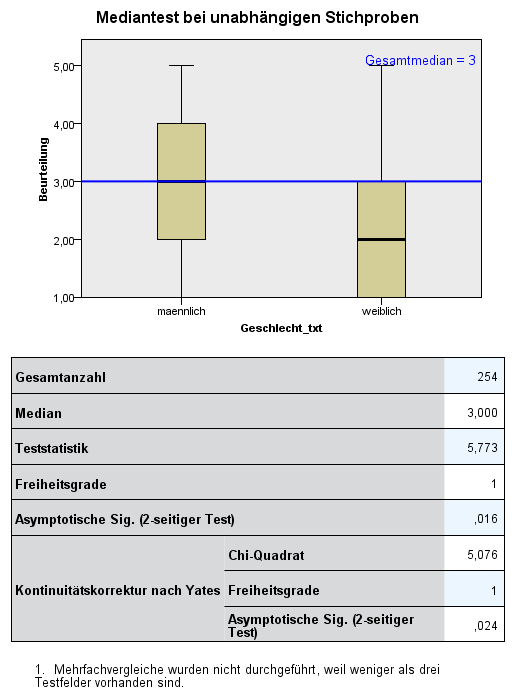 Mediantest bei unabhängigen Stichproben
Gesamtmedian = 3
5,00
4,00
3,00
2,00
1,00
Beurteilung
maennlich
weiblich
Geschlecht_txt
Gesamtanzahl 254
Median 3,000
Teststatistik 5,773
Freiheitsgrade 1
Asymptotische Sig. (2-seitiger Test) ,016
Kontinuitätskorrektur nach Yates
Chi-Quadrat 5,076
Freiheitsgrade 1
Asymptotische Sig. (2-seitiger
Test) ,024
1. Mehrfachvergleiche wurden nicht durchgeführt, weil weniger als drei
Testfelder vorhanden sind.